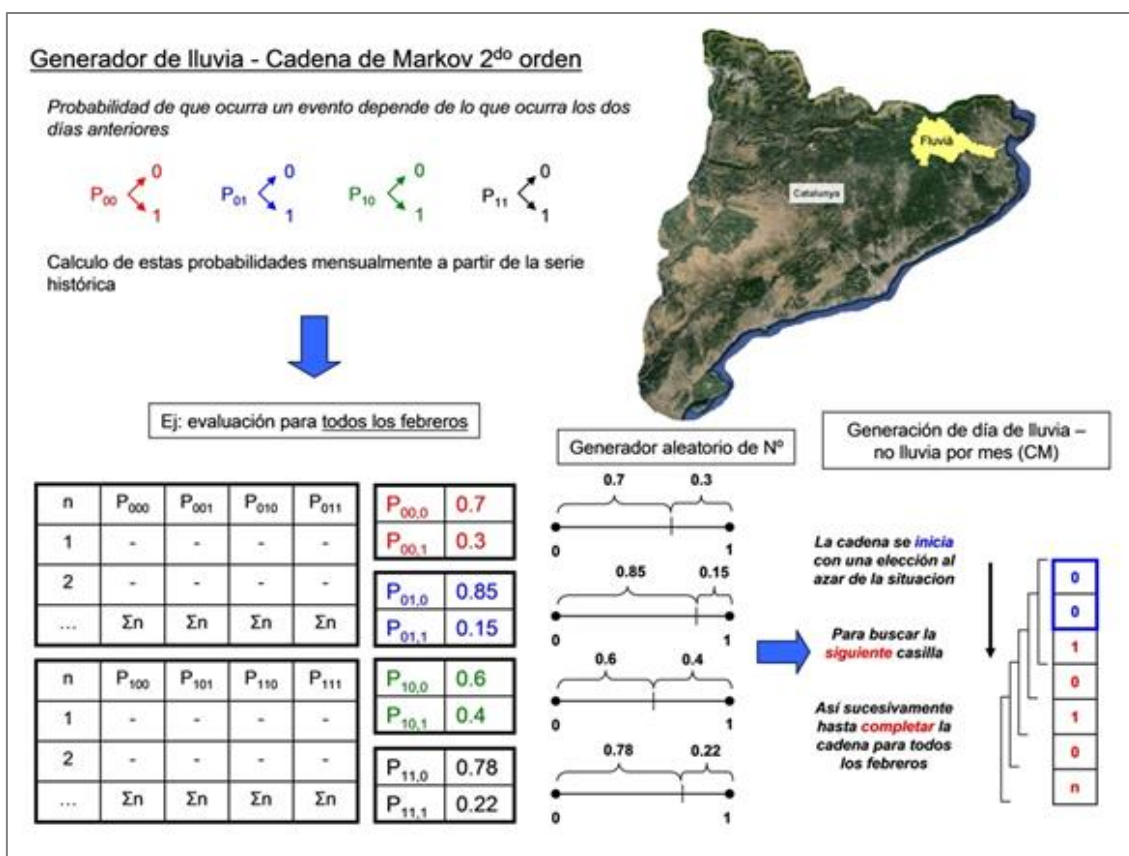 Generador de lluvia - Cadena de Markov 2do orden
Probabilidad de que ocurra un evento depende de lo que ocurra los dos
días anteriores
P00 0 1
P01 0 1
P10 0 1
P11 0 1
Calculo de estas probabilidades mensualmente a partir de la serie
histórica
Fluvià
Catalunya
Ej: evaluación para todos los febreros
n P000 P001 P010 P011
1 - - - -
2 - - - -
... Σn Σn Σn Σn
n P100 P101 P110 P111
1 - - - -
2 - - - -
... Σn Σn Σn Σn
P00,0 0.7
P00,1 0.3
P01,0 0.85
P01,1 0.15
P10,0 0.6
P10,1 0.4
P11,0 0.78
P11,1 0.22
Generador aleatorio de Nº
0.7 0.3
0 1
0.85 0.15
0 1
0.6 0.4
0 1
0.78 0.22
0 1
Generación de día de lluvia –
no lluvia por mes (CM)
La cadena se inicia
con una elección al
azar de la situacion
Para buscar la
siguiente casilla
Así sucesivamente
hasta completar la
cadena para todos
los febreros
0
0
1
0
1
0
n